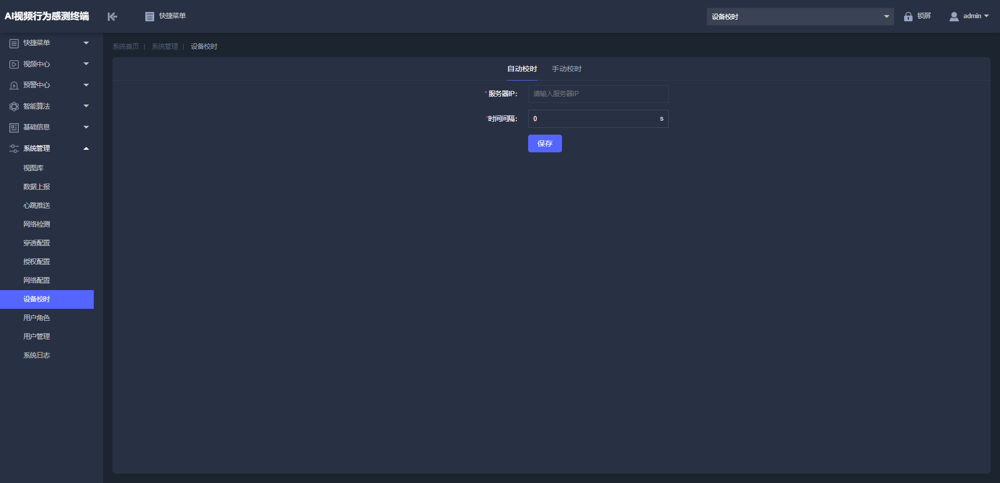 AI视频行为感测终端
快捷菜单
设备校时
锁屏
admin
快捷菜单
视频中心
预警中心
智能算法
基础信息
系统管理
视图库
数据上报
心跳推送
网络检测
穿透配置
授权配置
网络配置
设备校时
用户角色
用户管理
系统日志
系统首页 | 系统管理 | 设备校时
自动校时 手动校时
*服务器IP: 请输入服务器IP
*时间间隔: 0 s
保存